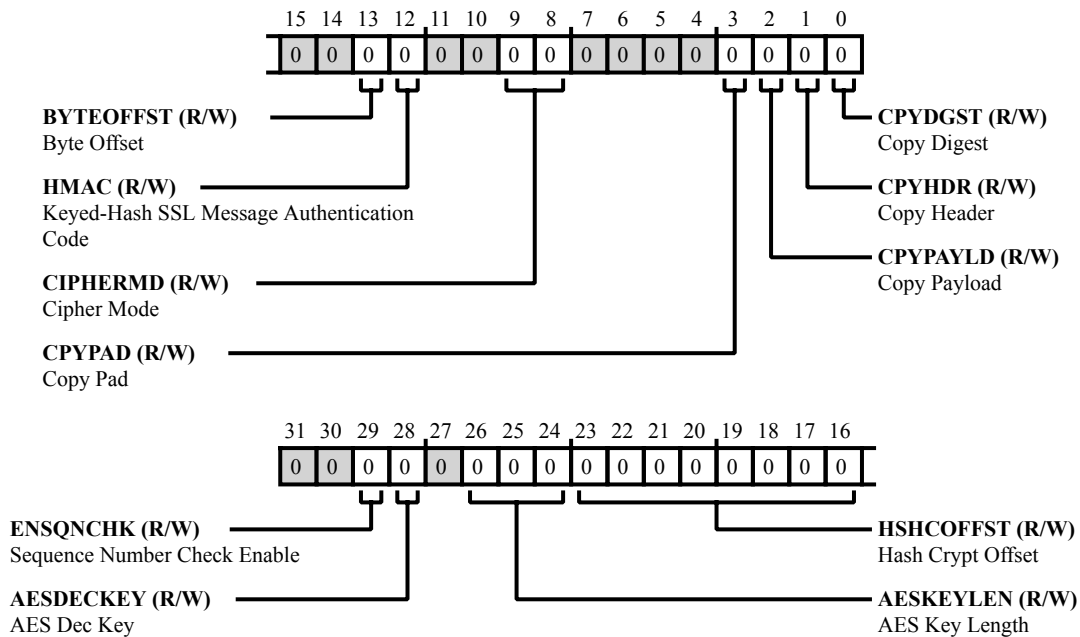 15 14 13 12 11 10 9 8 7 6 5 4 3 2 1 0
0 0 0 0 0 0 0 0 0 0 0 0 0 0 0 0
BYTEOFFST (R/W)
Byte Offset
HMAC (R/W)
Keyed-Hash SSL Message Authentication
Code
CIPHERMD (R/W)
Cipher Mode
CPYPAD (R/W)
Copy Pad
CPYDGST (R/W)
Copy Digest
CPYHDR (R/W)
Copy Header
CPYPAYLD (R/W)
Copy Payload
31 30 29 28 27 26 25 24 23 22 21 20 19 18 17 16
0 0 0 0 0 0 0 0 0 0 0 0 0 0 0 0
ENSQNCHK (R/W)
Sequence Number Check Enable
AESDECKEY (R/W)
AES Dec Key
HSHCOFFST (R/W)
Hash Crypt Offset
AESKEYLEN (R/W)
AES Key Length